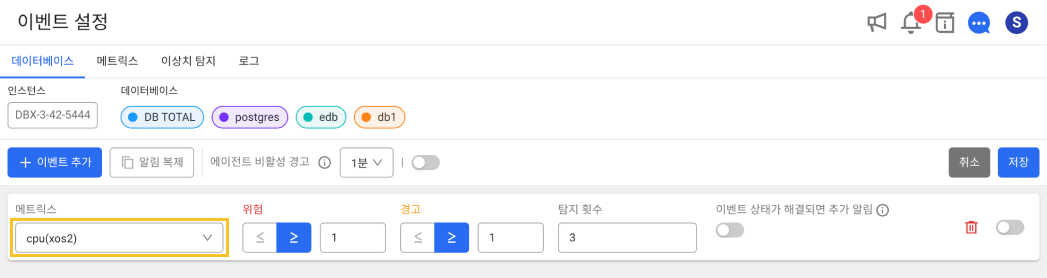 이벤트 설정
1
S
데이터베이스 메트릭스 이상치 탐지 로그
인스턴스 데이터베이스
DBX-3-42-5444 DB TOTAL postgres edb db1
+ 이벤트 추가 알림 복제 에이전트 비활성 경고 1분 | 취소 저장
메트릭스 위험 경고 탐지 횟수 이벤트 상태가 해결되면 추가 알림
cpu(xos2) ≤ ≥ 1 ≤ ≥ 1 3